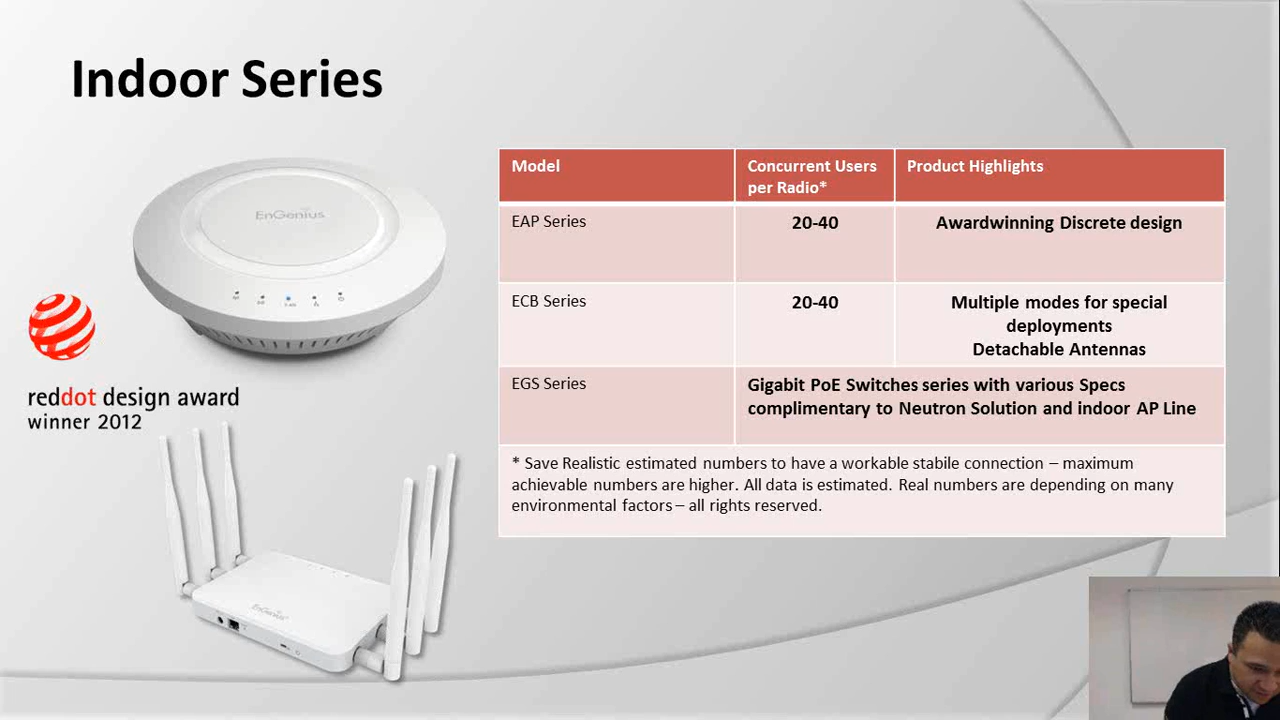 Indoor Series
EnGenius
reddot design award
winner 2012
EnGenius
Model
Concurrent Users
per Radio*
Product Highlights
EAP Series
20-40
Awardwinning Discrete design
ECB Series
20-40
Multiple modes for special
deployments
Detachable Antennas
EGS Series
Gigabit PoE Switches series with various Specs
complimentary to Neutron Solution and indoor AP Line
* Save Realistic estimated numbers to have a workable stabile connection – maximum
achievable numbers are higher. All data is estimated. Real numbers are depending on many
environmental factors – all rights reserved.